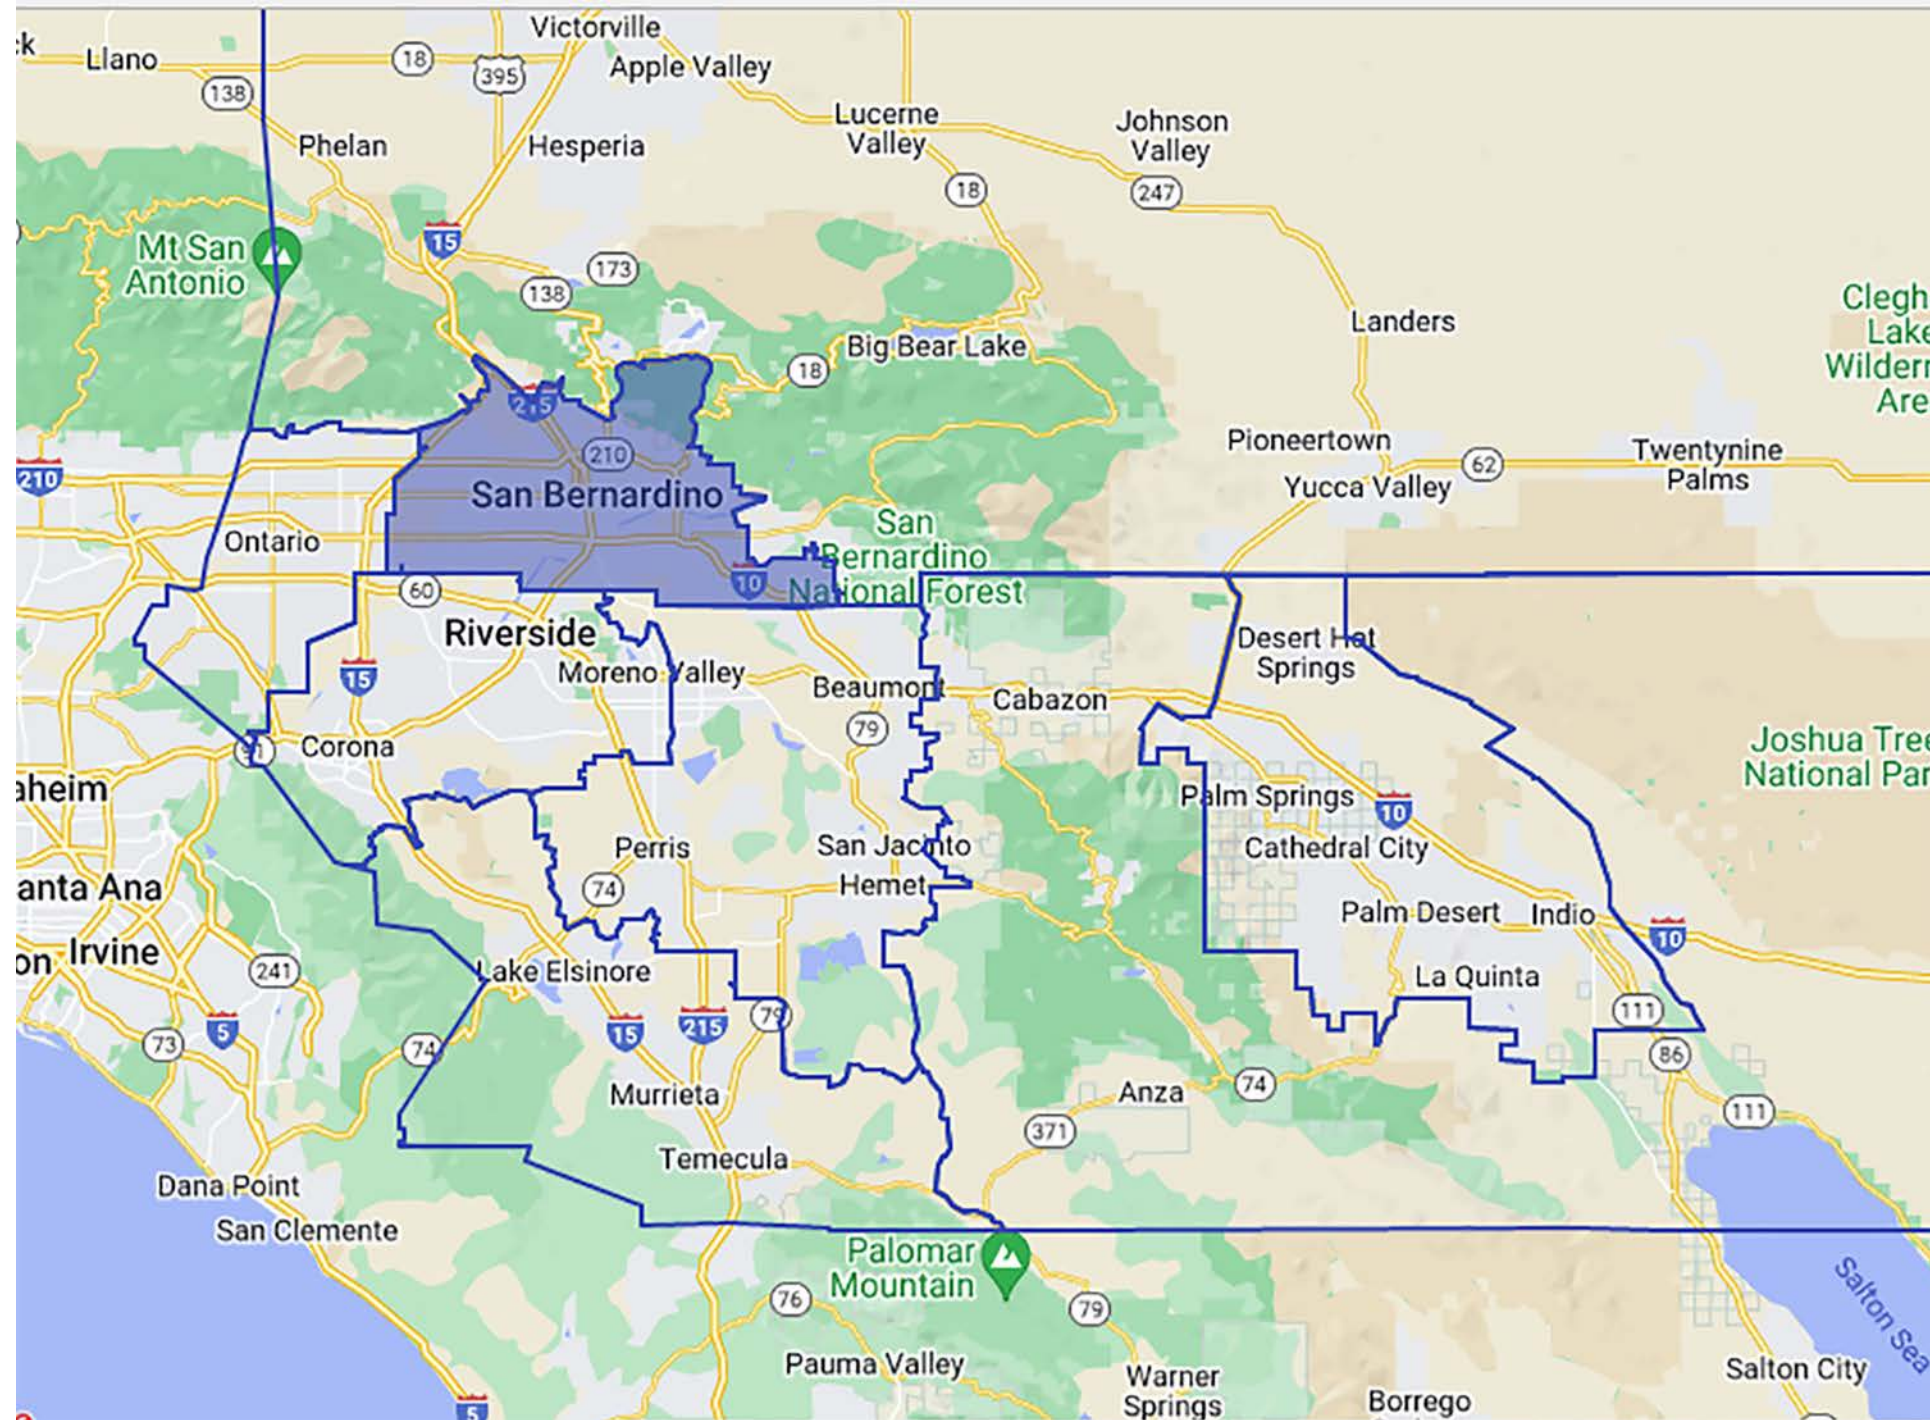 ck
Llano
138
18
395
Victorville
Apple Valley
Phelan
Hesperia
Lucerne
Valley
Johnson
Valley
18
247
Mt San
Antonio
15
138
173
Landers
Clegh
Lake
Wildern
Are
Big Bear Lake
18
215
210
210
San Bernardino
Ontario
Pioneertown
Yucca Valley
62
Twentynine
Palms
San
Bernardino
National Forest
10
60
Riverside
Moreno Valley
15
Beaumont
79
Cabazon
Desert Hot
Springs
91
Corona
Joshua Tree
National Par
aheim
Palm Springs
10
Perris
San Jacinto
Cathedral City
74
Hemet
anta Ana
Palm Desert
Indio
10
on
Irvine
241
Lake Elsinore
La Quinta
111
5
73
74
15
215
79
86
Murrieta
Anza
74
111
371
Temecula
Dana Point
San Clemente
Palomar
Mountain
76
79
Salton Sea
Pauma Valley
Warner
Springs
Salton City
Borrego
5